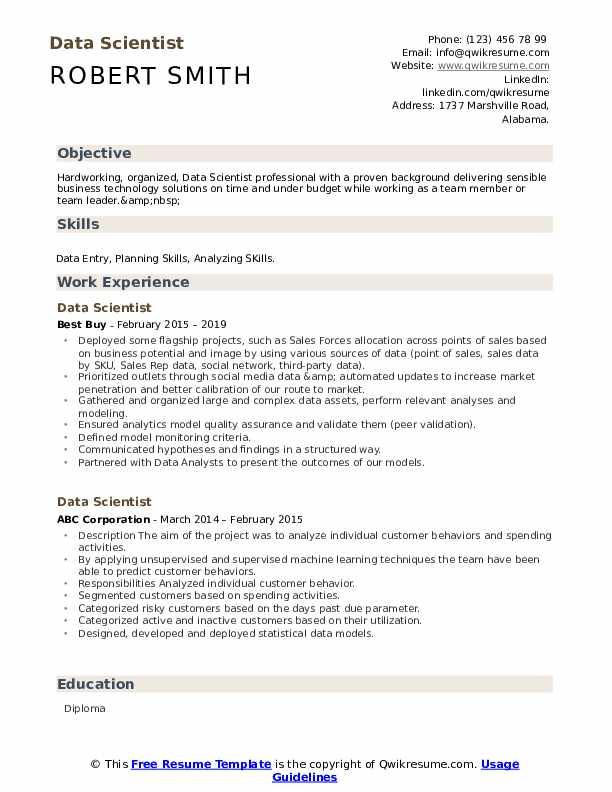 Data Scientist
ROBERT SMITH
Phone: (123) 456 78 99
Email: info@qwikresume.com
Website: www.qwikresume.com
LinkedIn:
linkedin.com/qwikresume
Address: 1737 Marshville Road,
Alabama.
Objective
Hardworking, organized, Data Scientist professional with a proven background delivering sensible
business technology solutions on time and under budget while working as a team member or
team leader.&amp;nbsp;
Skills
Data Entry, Planning Skills, Analyzing SKills.
Work Experience
Data Scientist
Best Buy - February 2015 – 2019
• Deployed some flagship projects, such as Sales Forces allocation across points of sales based
on business potential and image by using various sources of data (point of sales, sales data
by SKU, Sales Rep data, social network, third-party data).
• Prioritized outlets through social media data &amp; automated updates to increase market
penetration and better calibration of our route to market.
• Gathered and organized large and complex data assets, perform relevant analyses and
modeling.
• Ensured analytics model quality assurance and validate them (peer validation).
• Defined model monitoring criteria.
• Communicated hypotheses and findings in a structured way.
• Partnered with Data Analysts to present the outcomes of our models.
Data Scientist
ABC Corporation - March 2014 – February 2015
• Description The aim of the project was to analyze individual customer behaviors and spending
activities.
• By applying unsupervised and supervised machine learning techniques the team have been
able to predict customer behaviors.
• Responsibilities Analyzed individual customer behavior.
• Segmented customers based on spending activities.
• Categorized risky customers based on the days past due parameter.
• Categorized active and inactive customers based on their utilization.
• Designed, developed and deployed statistical data models.
Education
Diploma
© This Free Resume Template is the copyright of Qwikresume.com. Usage
Guidelines